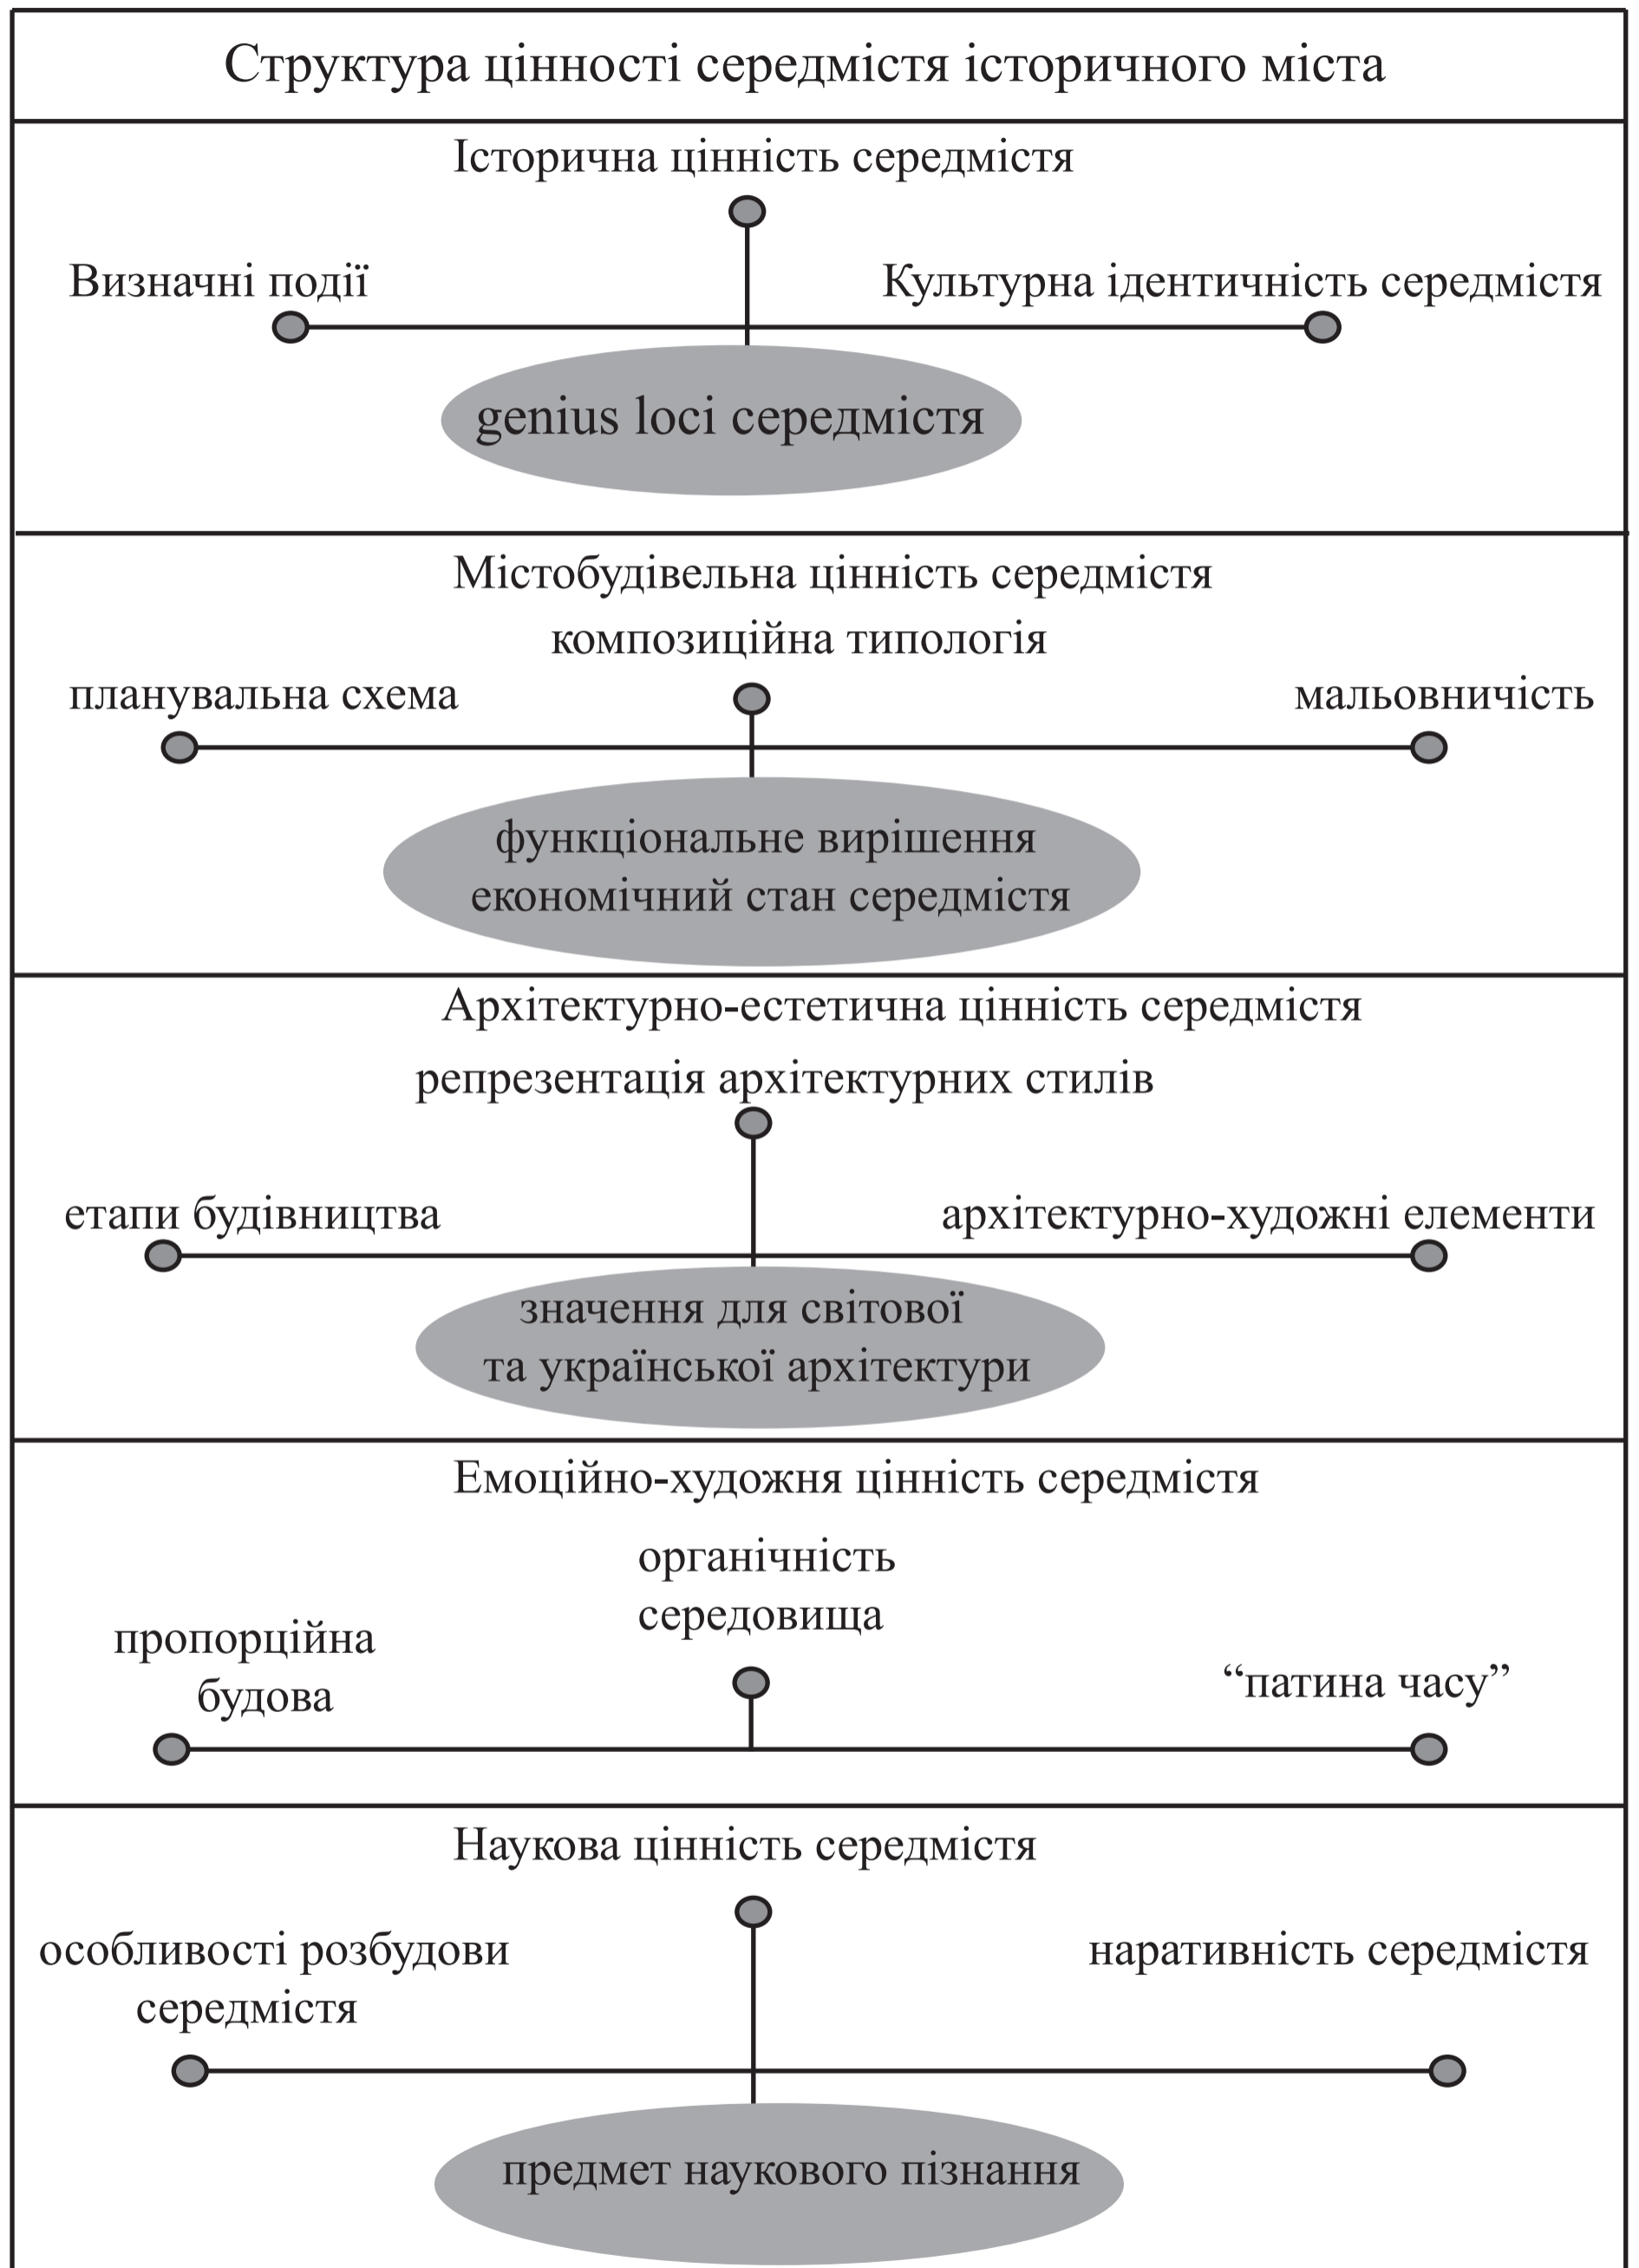 Структура цінності середмістя історичного міста
Історична цінність середмістя
Визначні події
Культурна ідентичність середмістя
genius loci середмістя
Містобудівельна цінність середмістя
композиційна типологія
планувальна схема
мальовничість
функціональне вирішення
економічний стан середмістя
Архітектурно-естетична цінність середмістя
репрезентація архітектурних стилів
етапи будівництва
архітектурно-художні елементи
значення для світової
та української архітектури
Емоційно-художня цінність середмістя
органічність
середовища
пропорційна
будова
“патина часу”
Наукова цінність середмістя
особливості розбудови
середмістя
наративність середмістя
предмет наукового пізнання